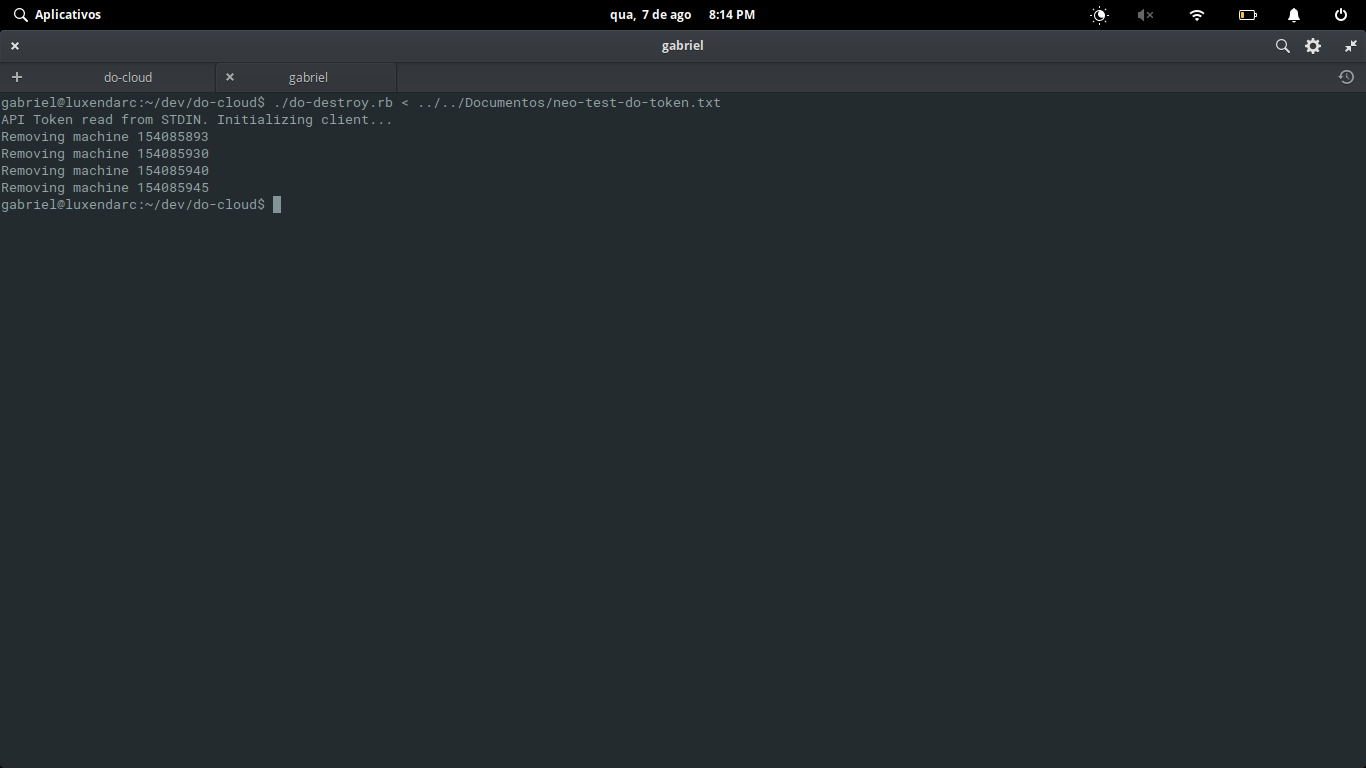 Aplicativos qua, 7 de ago 8:14 PM
gabriel
do-cloud gabriel
gabriel@luxendarc:~/dev/do-cloud$ ./do-destroy.rb < ../../Documentos/neo-test-do-token.txt
API Token read from STDIN. Initializing client...
Removing machine 154085893
Removing machine 154085930
Removing machine 154085940
Removing machine 154085945
gabriel@luxendarc:~/dev/do-cloud$